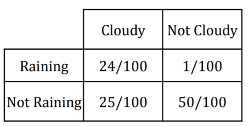 Cloudy Not Cloudy
Raining 24/100 1/100
Not Raining 25/100 50/100